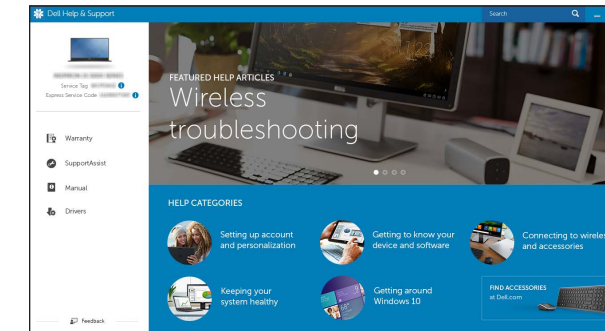 Dell Help & Support
Search
Service Tag
Express Service Code
Warranty
SupportAssist
Manual
Drivers
Feedback
FEATURED HELP ARTICLES
Wireless
troubleshooting
HELP CATEGORIES
Setting up account
and personalization
Getting to know your
device and software
Connecting to wireles
and accessories
Keeping your
system healthy
Getting around
Windows 10
FIND ACCESSORIES
at Dell.com